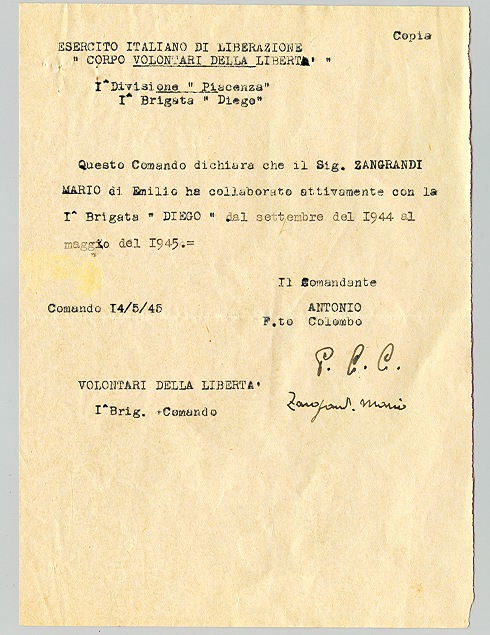 Copia
ESERCITO ITALIANO DI LIBERAZIONE
" CORPO VOLONTARI DELLA LIBERTA' "
I^Divisione " Piacenza"
I^ Brigata " Diego"
Questo Comando dichiara che il Sig. ZANGRANDI
MARIO di Emilio ha collaborato attivamente con la
I^ Brigata " DIEGO " dal settembre del I944 al
maggio del I945.=
Il Comandante
Comando I4/5/45
ANTONIO
F.to Colombo
P. C. C.
VOLONTARI DELLA LIBERTA'
I^Brig. Comando
Zangrandi Mario